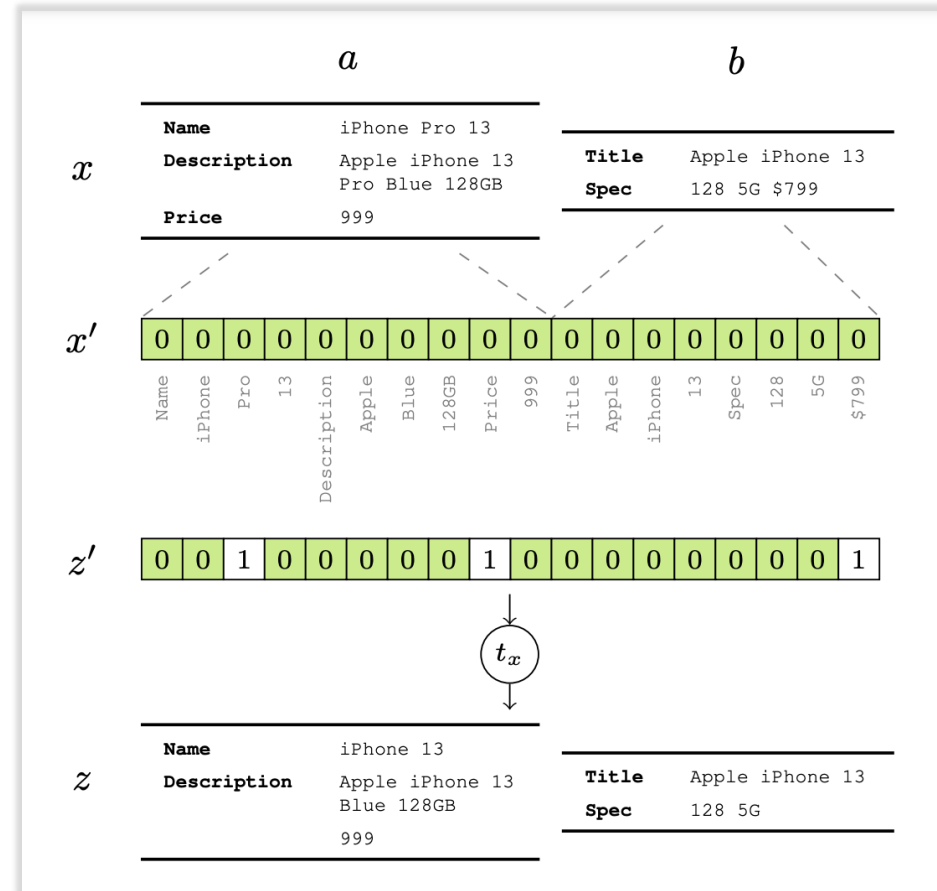 a b
x
Name iPhone Pro 13
Description Apple iPhone 13
Pro Blue 128GB
Price 999
Title Apple iPhone 13
Spec 128 5G $799
x′ 0 0 0 0 0 0 0 0 0 0 0 0 0 0 0 0 0 0
Name iPhone Pro 13 Description Apple Blue 128GB Price 999 Title Apple iPhone 13 Spec 128 5G $799
z′ 0 0 1 0 0 0 0 0 1 0 0 0 0 0 0 0 0 1
tx
z
Name iPhone 13
Description Apple iPhone 13
Blue 128GB
999
Title Apple iPhone 13
Spec 128 5G